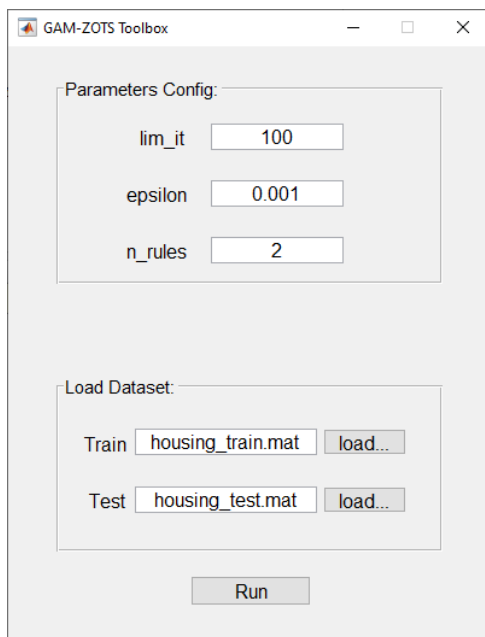 GAM-ZOTS Toolbox
Parameters Config:
lim_it 100
epsilon 0.001
n_rules 2
Load Dataset:
Train housing_train.mat load...
Test housing_test.mat load...
Run